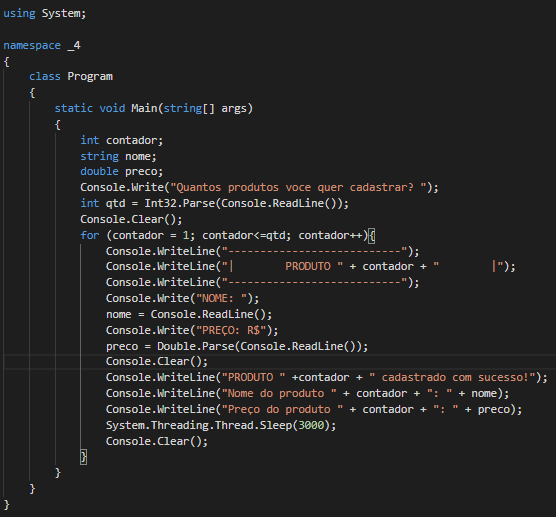 using System;
namespace _4
{
    class Program
    {
        static void Main(string[] args)
        {
            int contador;
            string nome;
            double preco;
            Console.Write("Quantos produtos voce quer cadastrar? ");
            int qtd = Int32.Parse(Console.ReadLine());
            Console.Clear();
            for (contador = 1; contador<=qtd; contador++){
                Console.WriteLine("---------------------------");
                Console.WriteLine("|        PRODUTO " + contador + "        |");
                Console.WriteLine("---------------------------");
                Console.Write("NOME: ");
                nome = Console.ReadLine();
                Console.Write("PREÇO: R$");
                preco = Double.Parse(Console.ReadLine());
                Console.Clear();
                Console.WriteLine("PRODUTO " +contador + " cadastrado com sucesso!");
                Console.WriteLine("Nome do produto " + contador + ": " + nome);
                Console.WriteLine("Preço do produto " + contador + ": " + preco);
                System.Threading.Thread.Sleep(3000);
                Console.Clear();
            }
        }
    }
}